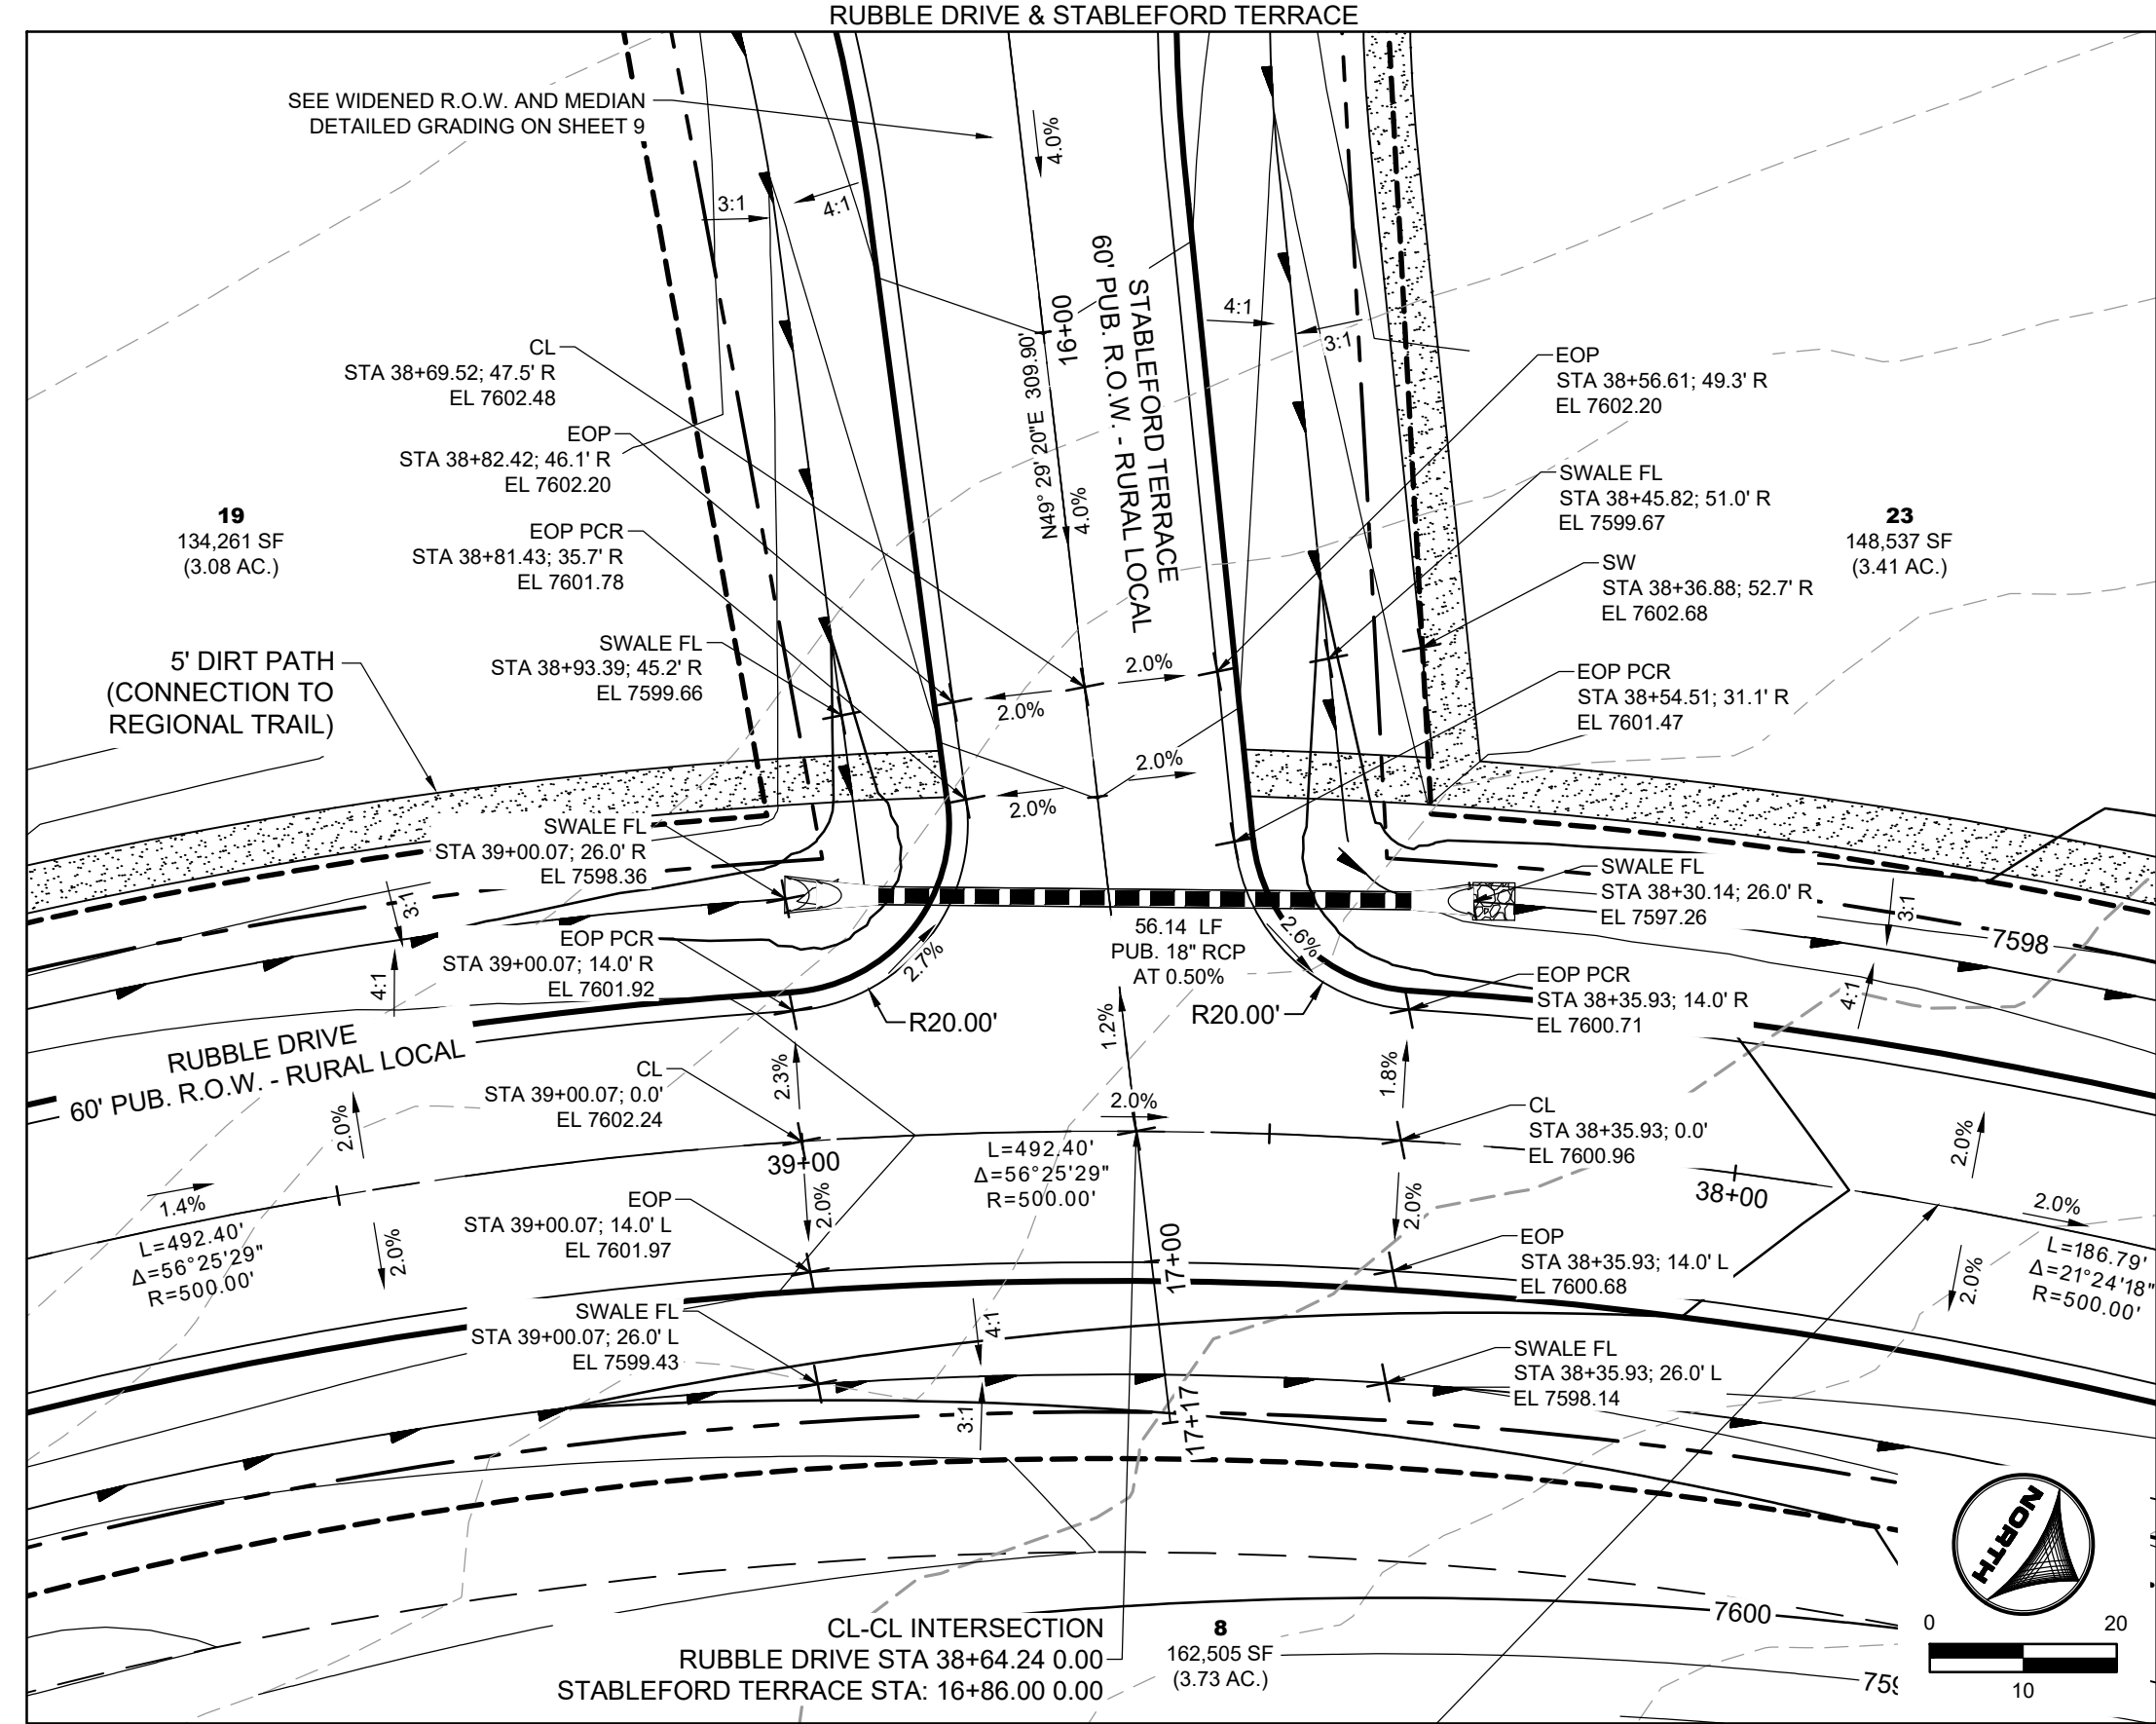 RUBBLE DRIVE & STABLEFORD TERRACE
SEE WIDENED R.O.W. AND MEDIAN
DETAILED GRADING ON SHEET 9
4.0%
3:1
4:1
16+00
STABLEFORD TERRACE
60' PUB. R.O.W. - RURAL LOCAL
N49° 29' 20"E 309.90'
4.0%
4:1
3:1
CL
STA 38+69.52; 47.5' R
EL 7602.48
EOP
STA 38+82.42; 46.1' R
EL 7602.20
EOP PCR
STA 38+81.43; 35.7' R
EL 7601.78
SWALE FL
STA 38+93.39; 45.2' R
EL 7599.66
19
134,261 SF
(3.08 AC.)
5' DIRT PATH
(CONNECTION TO
REGIONAL TRAIL)
EOP
STA 38+56.61; 49.3' R
EL 7602.20
SWALE FL
STA 38+45.82; 51.0' R
EL 7599.67
SW
STA 38+36.88; 52.7' R
EL 7602.68
EOP PCR
STA 38+54.51; 31.1' R
EL 7601.47
23
148,537 SF
(3.41 AC.)
2.0%
2.0%
2.0%
2.0%
SWALE FL
STA 39+00.07; 26.0' R
EL 7598.36
3:1
4:1
EOP PCR
STA 39+00.07; 14.0' R
EL 7601.92
2.7%
R20.00'
56.14 LF
PUB. 18" RCP
AT 0.50%
2.6%
R20.00'
SWALE FL
STA 38+30.14; 26.0' R
EL 7597.26
3:1
7598
4:1
EOP PCR
STA 38+35.93; 14.0' R
EL 7600.71
RUBBLE DRIVE
60' PUB. R.O.W. - RURAL LOCAL
CL
STA 39+00.07; 0.0'
EL 7602.24
2.3%
1.2%
1.8%
2.0%
2.0%
39+00
L=492.40'
Δ=56°25'29"
R=500.00'
CL
STA 38+35.93; 0.0'
EL 7600.96
38+00
2.0%
2.0%
1.4%
L=492.40'
Δ=56°25'29"
R=500.00'
2.0%
EOP
STA 39+00.07; 14.0' L
EL 7601.97
2.0%
17+00
2.0%
EOP
STA 38+35.93; 14.0' L
EL 7600.68
2.0%
L=186.79'
Δ=21°24'18"
R=500.00'
SWALE FL
STA 39+00.07; 26.0' L
EL 7599.43
4:1
3:1
17+17
SWALE FL
STA 38+35.93; 26.0' L
EL 7598.14
CL-CL INTERSECTION
RUBBLE DRIVE STA 38+64.24 0.00
STABLEFORD TERRACE STA: 16+86.00 0.00
8
162,505 SF
(3.73 AC.)
7600
NORTH
0 20
10